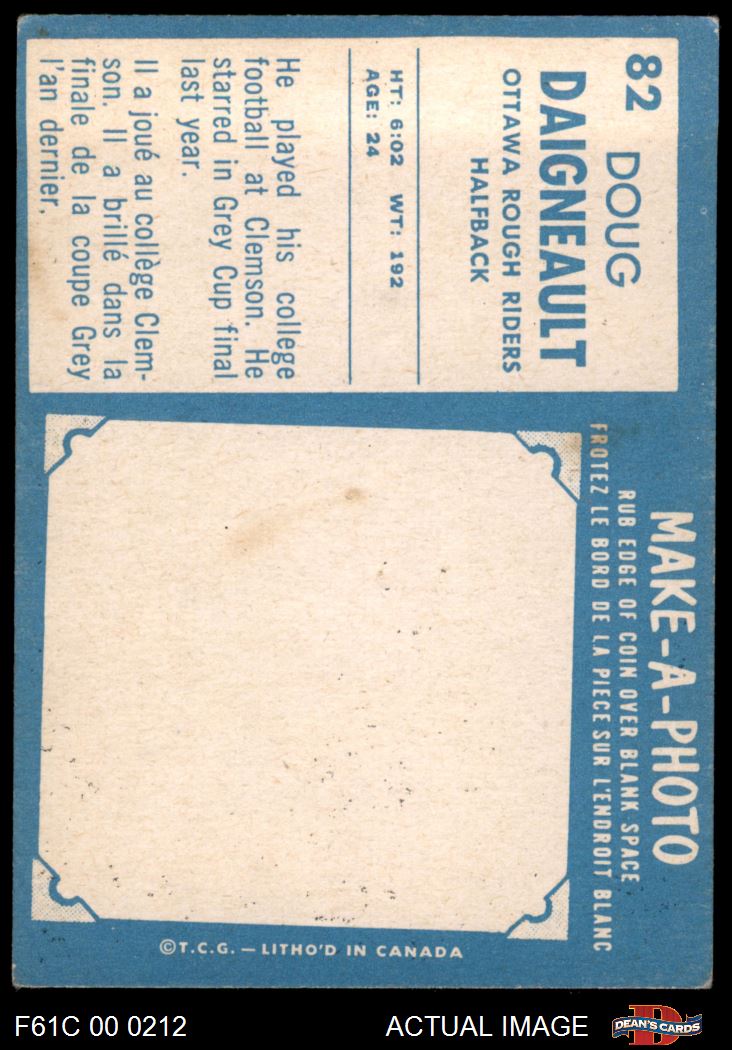 82 DOUG
DAIGNEAULT
OTTAWA ROUGH RIDERS
HALFBACK
HT: 6:02 WT: 192
AGE: 24
He played his college
football at Clemson. He
starred in Grey Cup final
last year.
Il a joué au collège Clem-
son. Il a brillé dans la
finale de la coupe Grey
l'an dernier.
MAKE-A-PHOTO
RUB EDGE OF COIN OVER BLANK SPACE
FROTEZ LE BORD DE LA PIECE SUR L'ENDROIT BLANC
©T.C.G. — LITHO'D IN CANADA
F61C 00 0212
ACTUAL IMAGE
D
DEAN'S CARDS